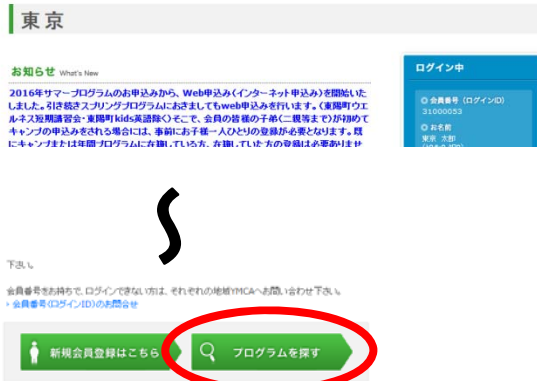 東京
お知らせ What's New
2016年サマープログラムのお申込みから、Web申込み(インターネット申込み)を開始いた
しました。引き続きスプリングプログラムにおきましてもweb申込みを行います。(東陽町ウエ
ルネス短期講習会・東陽町kids英語除く)そこで、会員の皆様の子弟(二親等まで)が初めて
キャンプの申込みをされる場合には、事前にお子様一人ひとりの登録が必要となります。既
にキャンプまたは年間プログラムに在籍している方、在籍していた方の登録は必要ありませ
ログイン中
会員番号(ログインID)
31000053
お名前
東京 太郎
下さい。
会員番号をお持ちで、ログインできない方は、それぞれの地域YMCAへお問い合わせ下さい。
› 会員番号(ログインID)のお問合せ
新規会員登録はこちら
プログラムを探す